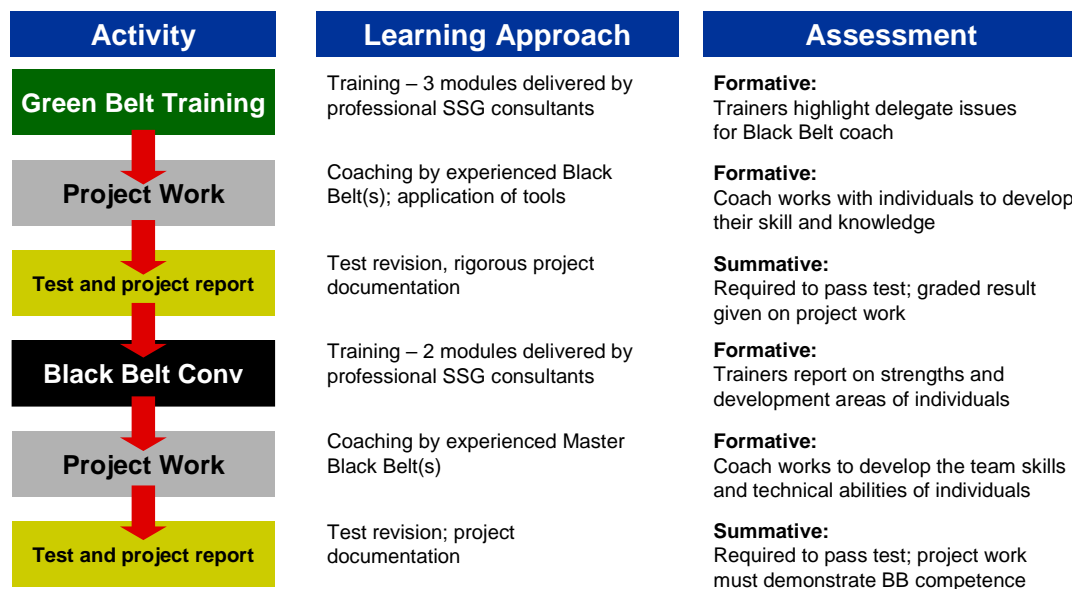 Activity
Learning Approach
Assessment
Green Belt Training
Training – 3 modules delivered by
professional SSG consultants
Formative:
Trainers highlight delegate issues
for Black Belt coach
Project Work
Coaching by experienced Black
Belt(s); application of tools
Formative:
Coach works with individuals to develop
their skill and knowledge
Test and project report
Test revision, rigorous project
documentation
Summative:
Required to pass test; graded result
given on project work
Black Belt Conv
Training – 2 modules delivered by
professional SSG consultants
Formative:
Trainers report on strengths and
development areas of individuals
Project Work
Coaching by experienced Master
Black Belt(s)
Formative:
Coach works to develop the team skills
and technical abilities of individuals
Test and project report
Test revision; project
documentation
Summative:
Required to pass test; project work
must demonstrate BB competence